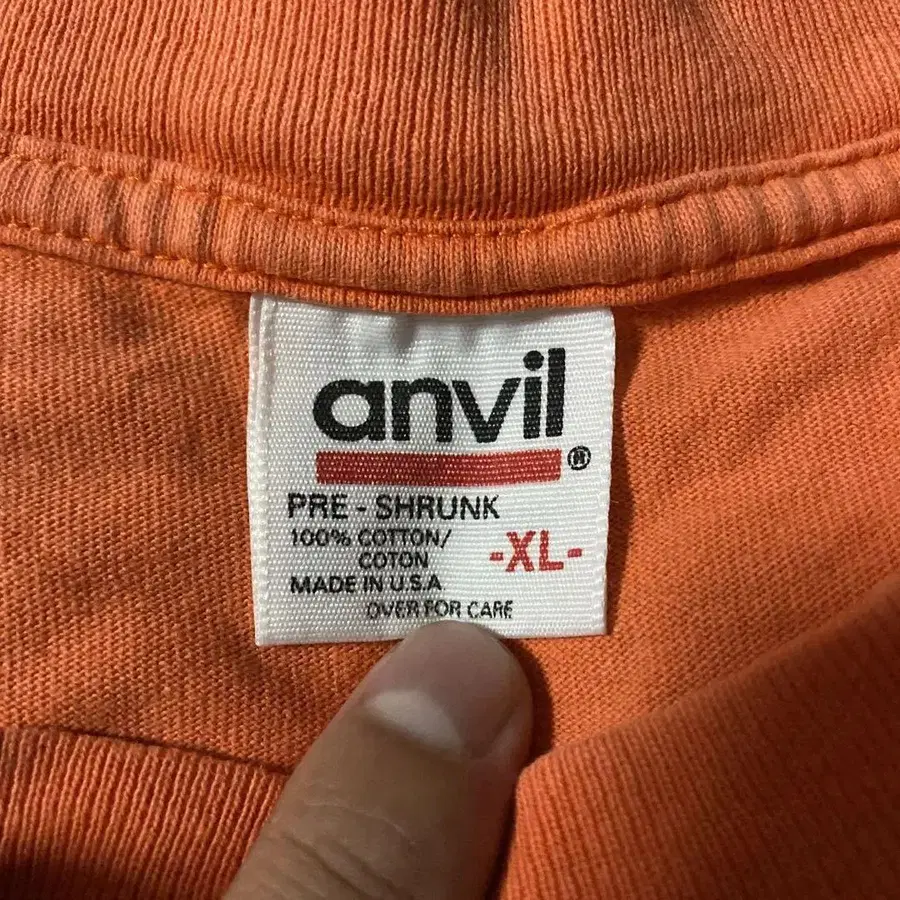 anvil®
PRE - SHRUNK
100% COTTON/
COTON
-XL-
MADE IN U.S.A
OVER FOR CARE